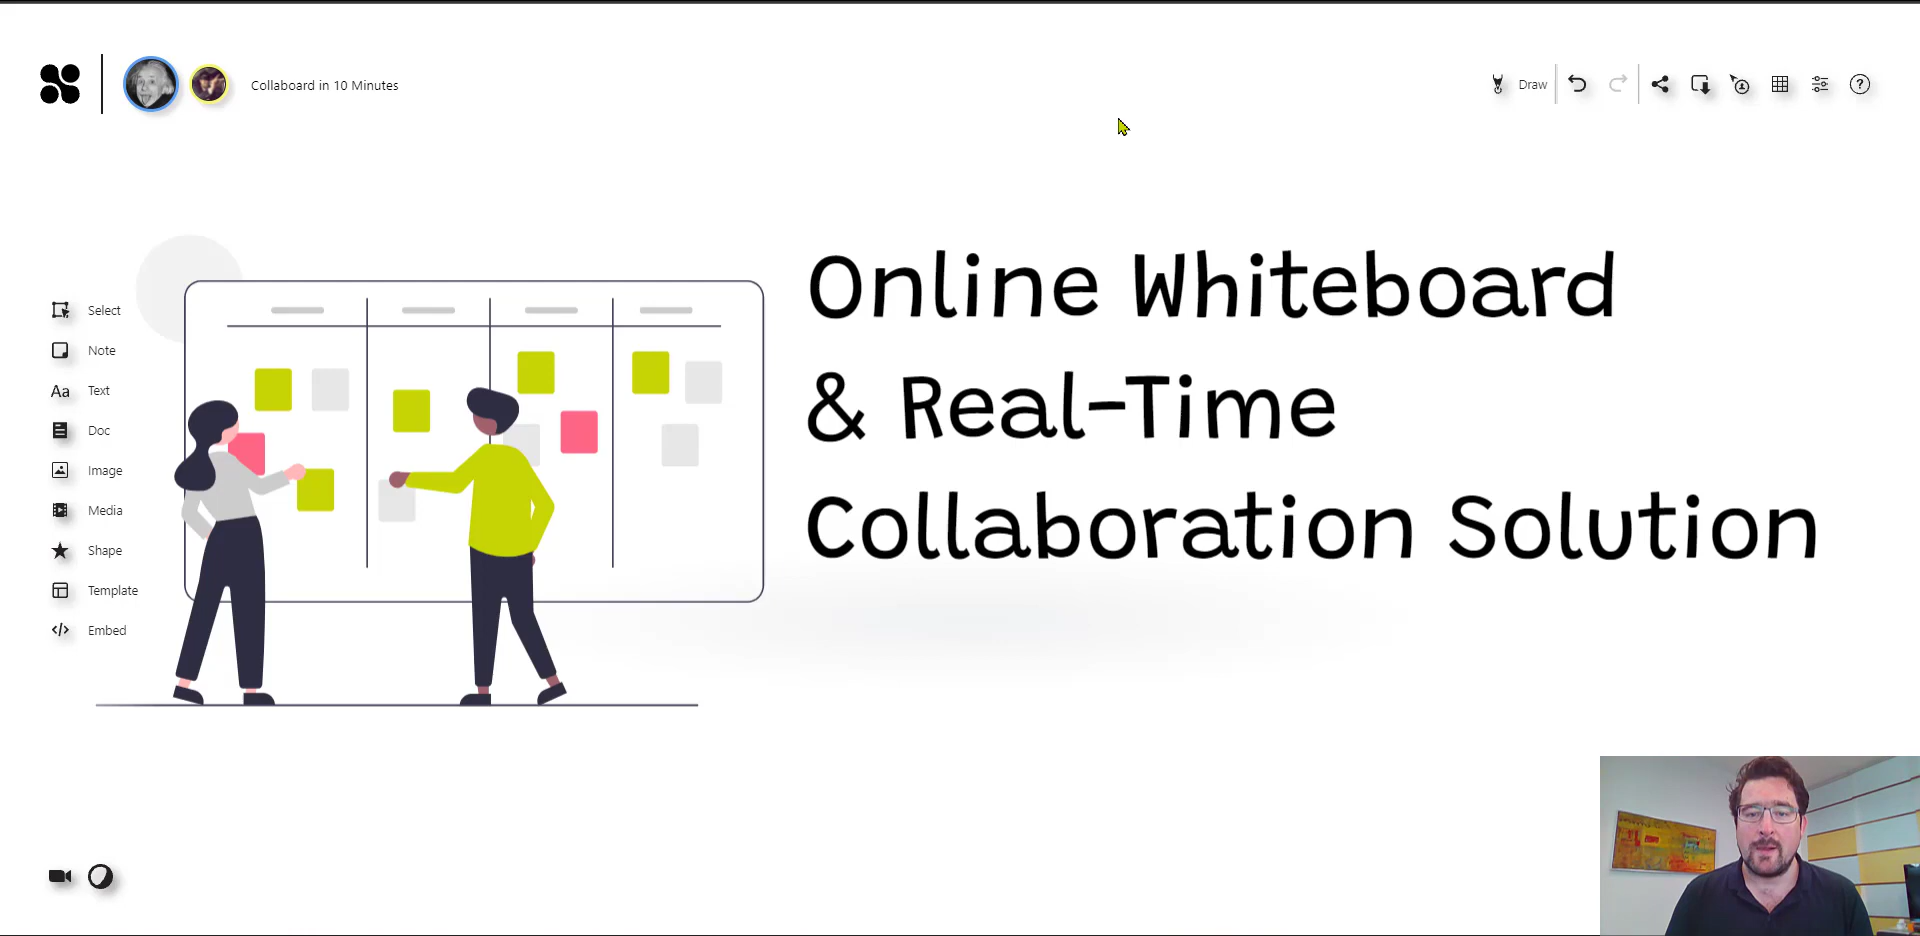 Collaboard in 10 Minutes
Draw
?
Online Whiteboard
& Real-Time
Collaboration Solution
Select
Note
Aa Text
Doc
Image
Media
Shape
Template
</> Embed